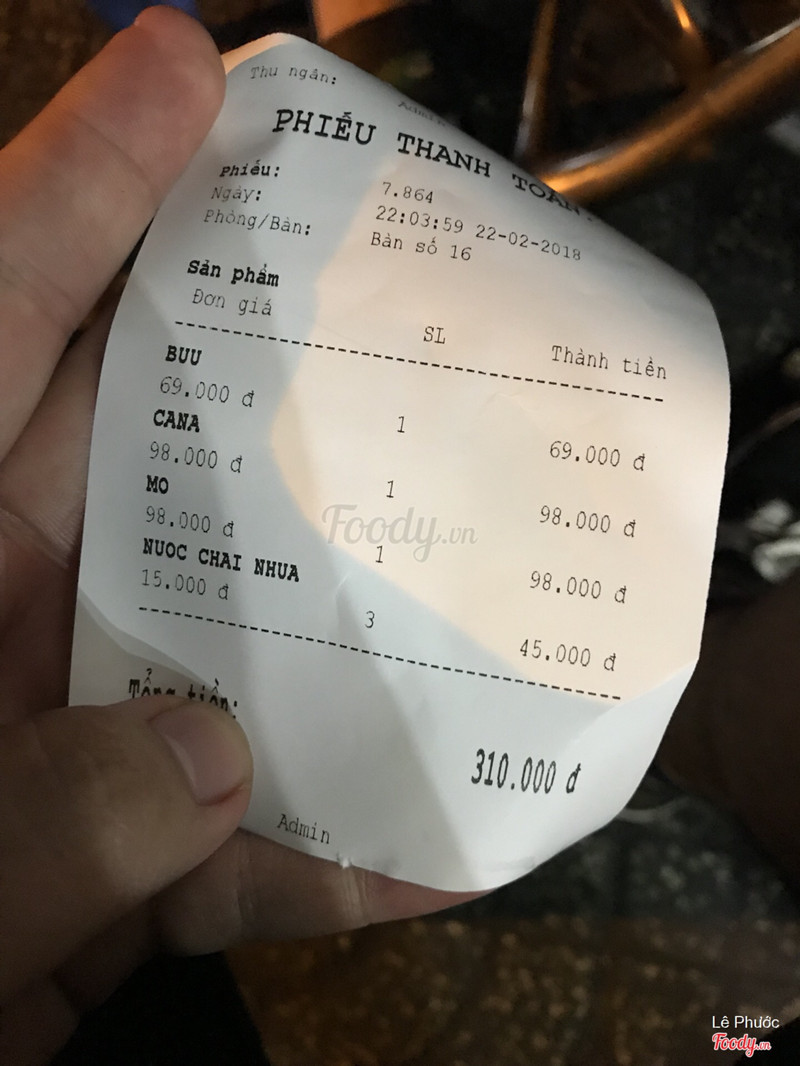 Thu ngân:
Admin
PHIẾU THANH TOÁN
Phiếu: 7.864
Ngày: 22:03:59 22-02-2018
Phòng/Bàn: Bàn số 16
Sản phẩm
Đơn giá SL Thành tiền
BUU
69.000 đ 1 69.000 đ
CANA
98.000 đ 1 98.000 đ
MO
98.000 đ 1 98.000 đ
NUOC CHAI NHUA
15.000 đ 3 45.000 đ
Tổng tiền: 310.000 đ
Admin
Foody.vn
Lê Phước
Foody.vn